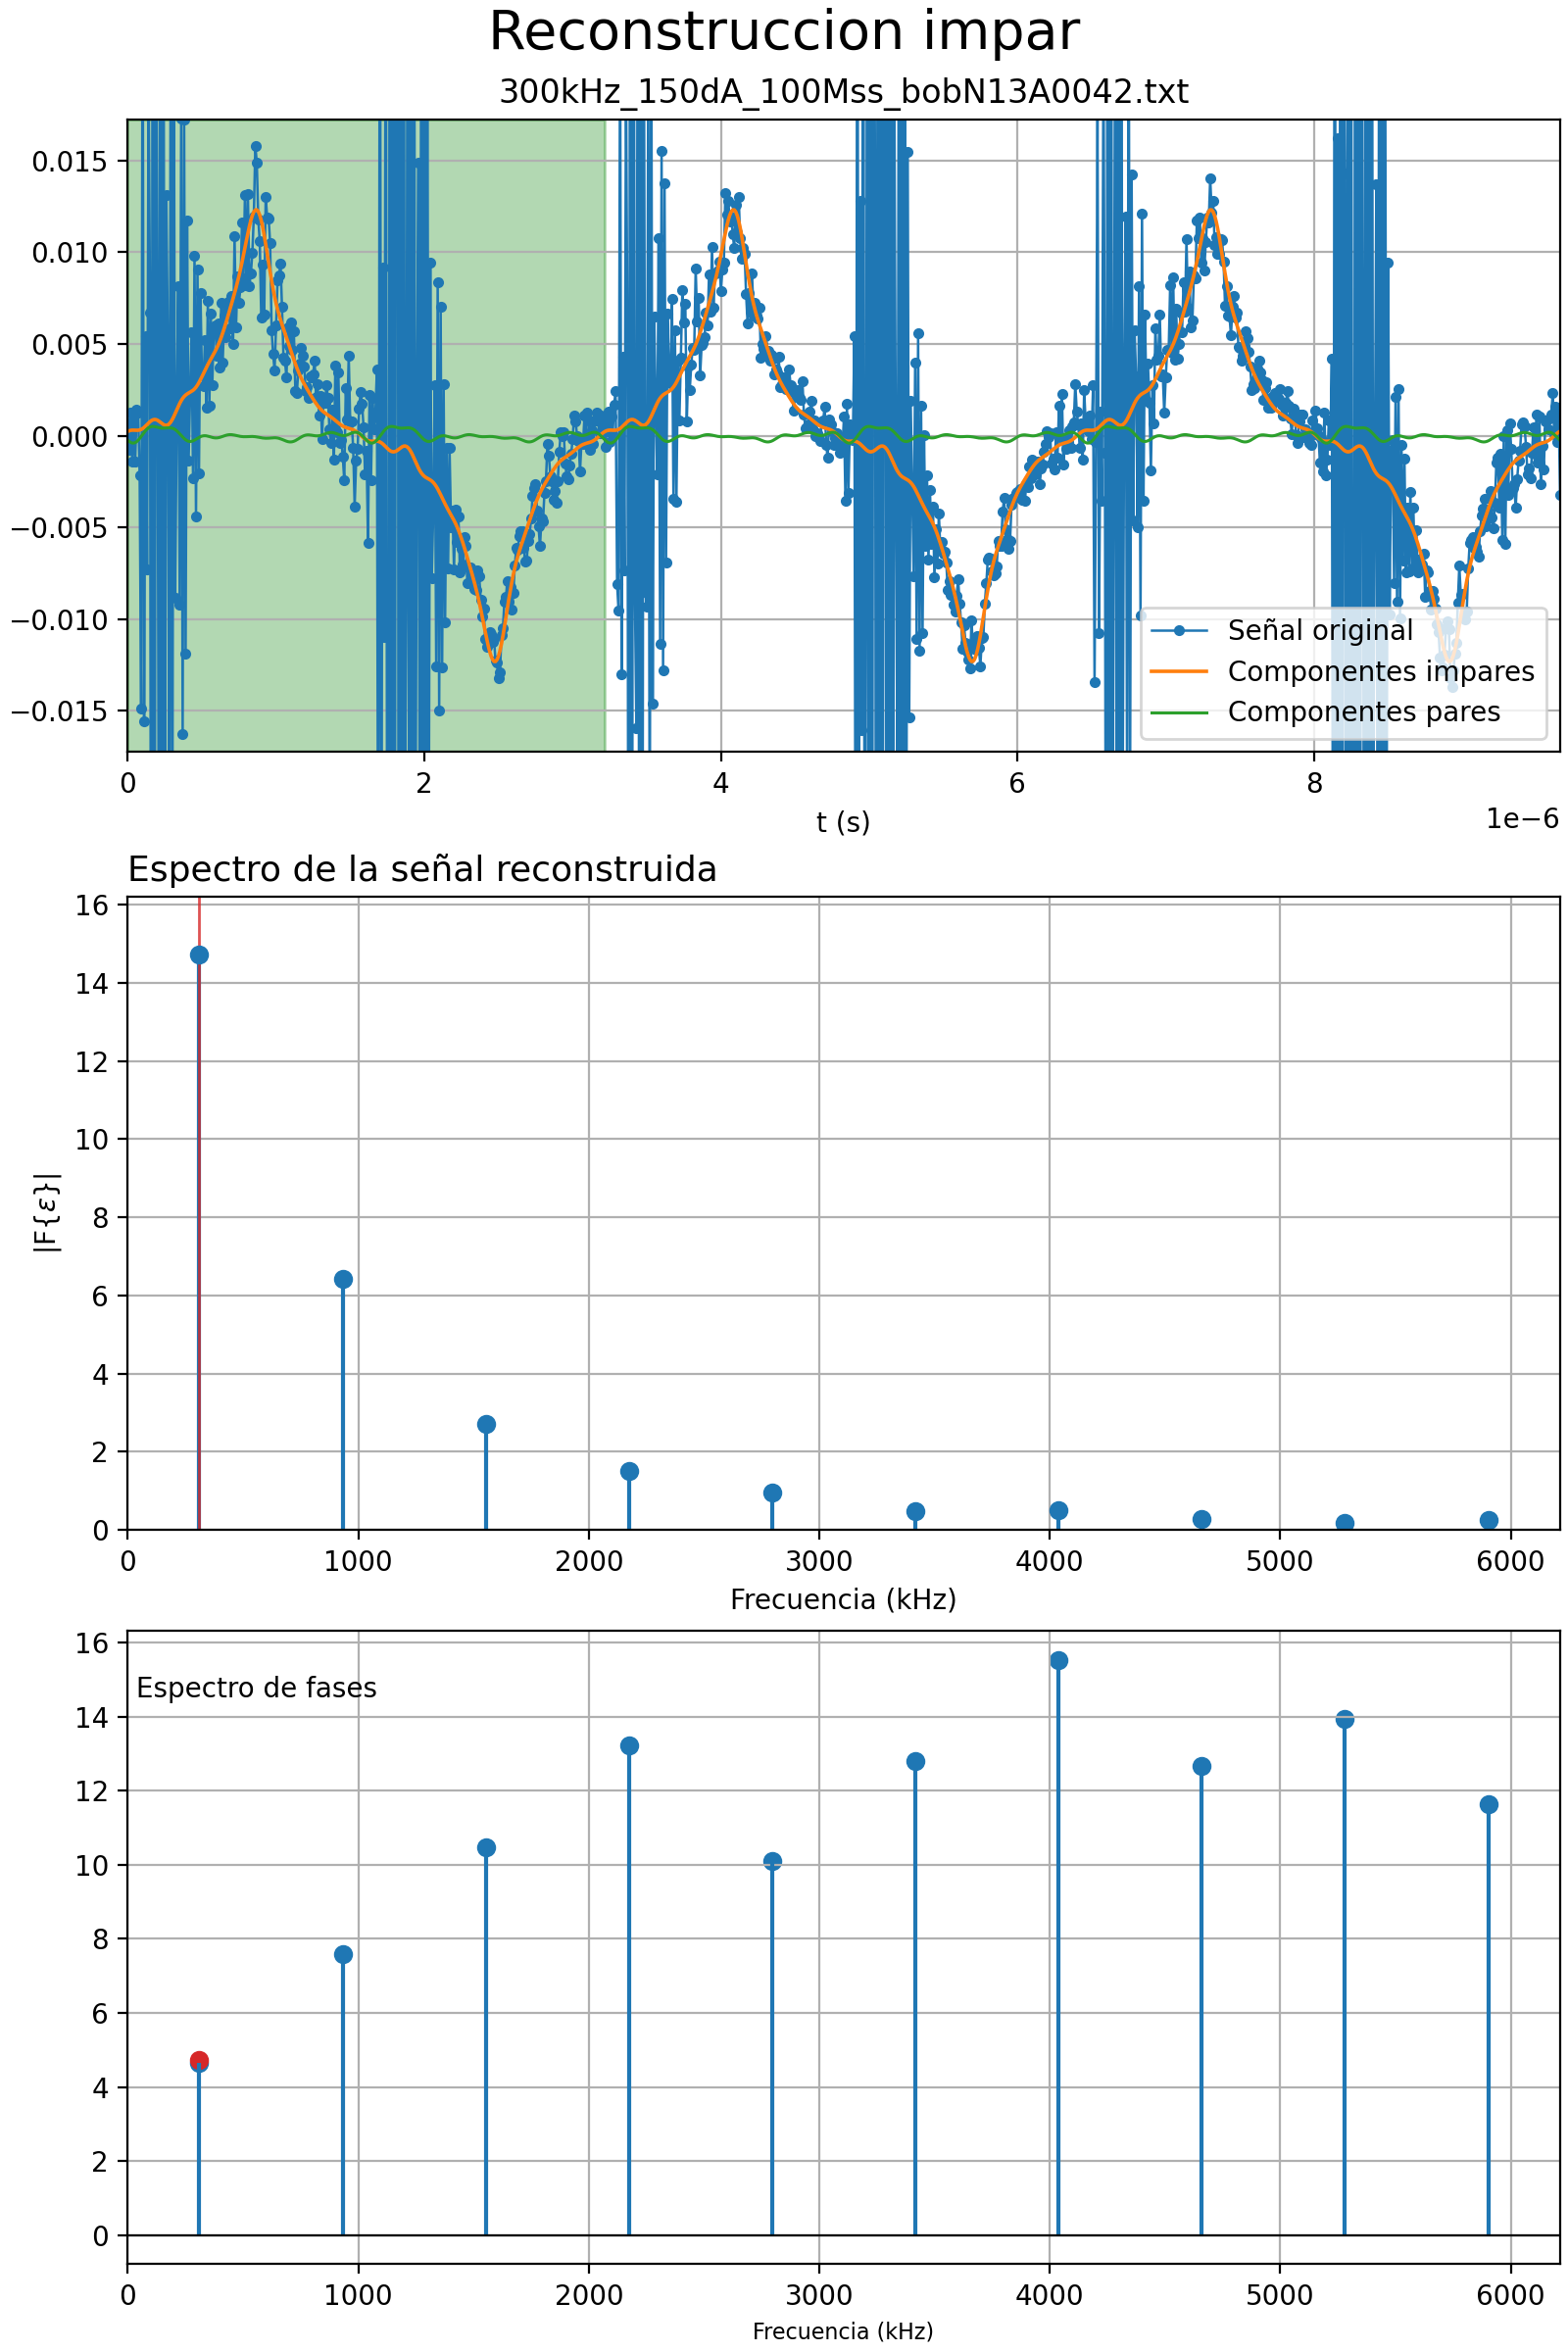 Reconstruccion impar
300kHz_150dA_100Mss_bobN13A0042.txt
0.015
0.010
0.005
0.000
−0.005
−0.010
−0.015
Señal original
Componentes impares
Componentes pares
0 2 4 6 8
t (s)
1e−6
Espectro de la señal reconstruida
16
14
12
10
8
6
4
2
0
|F{ε}|
0 1000 2000 3000 4000 5000 6000
Frecuencia (kHz)
16
Espectro de fases
14
12
10
8
6
4
2
0
0 1000 2000 3000 4000 5000 6000
Frecuencia (kHz)